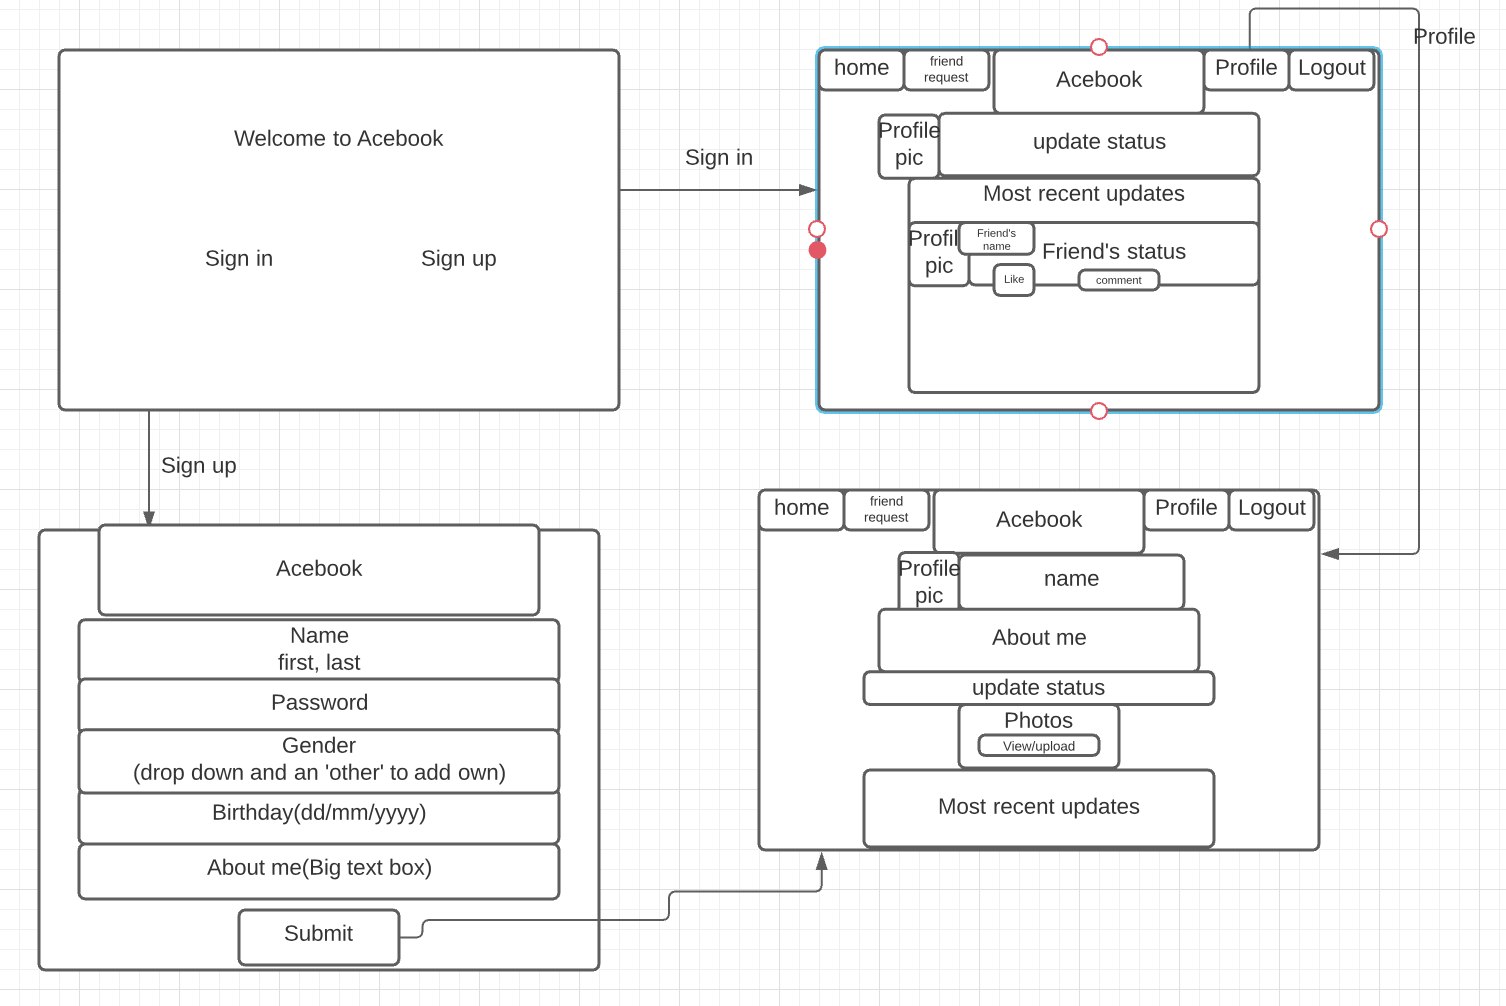 Welcome to Acebook
Sign in
Sign up
Sign in
Profile
home
friend
request
Acebook
Profile
Logout
Profile
pic
update status
Most recent updates
Profil
pic
Friend's
name
Friend's status
Like
comment
Sign up
Acebook
Name
first, last
Password
Gender
(drop down and an 'other' to add own)
Birthday(dd/mm/yyyy)
About me(Big text box)
Submit
home
friend
request
Acebook
Profile
Logout
Profile
pic
name
About me
update status
Photos
View/upload
Most recent updates